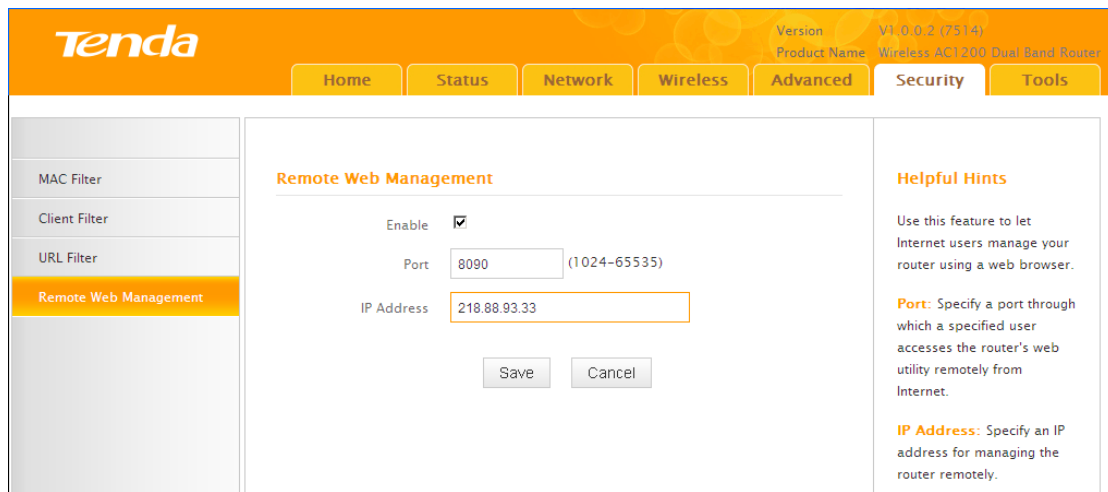 Tenda
Version V1.0.0.2 (7514)
Product Name Wireless AC1200 Dual Band Router
Home Status Network Wireless Advanced Security Tools
MAC Filter
Client Filter
URL Filter
Remote Web Management
Remote Web Management
Enable
Port 8090 (1024-65535)
IP Address 218.88.93.33
Save Cancel
Helpful Hints
Use this feature to let
Internet users manage your
router using a web browser.
Port: Specify a port through
which a specified user
accesses the router's web
utility remotely from
Internet.
IP Address: Specify an IP
address for managing the
router remotely.